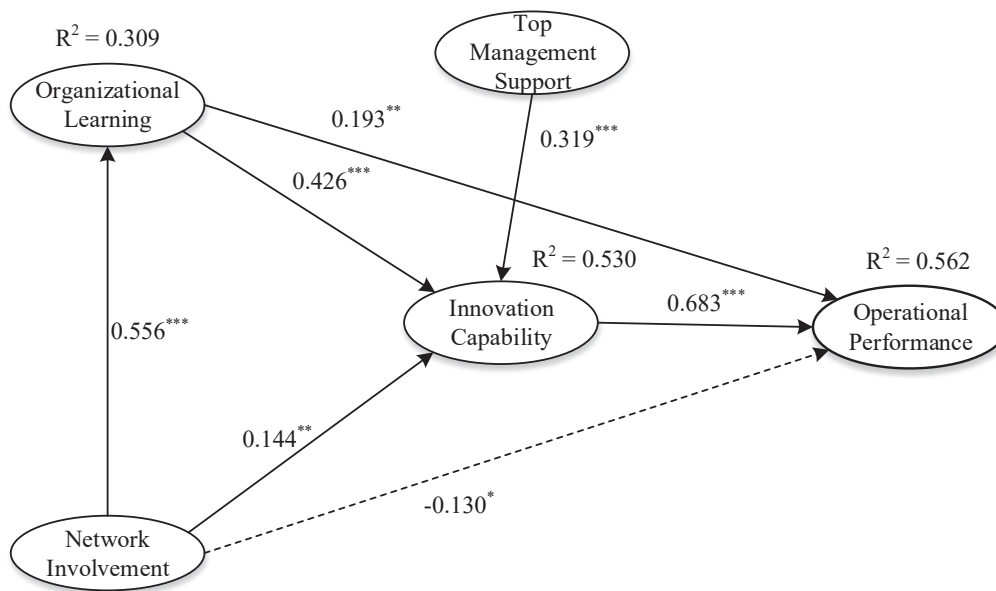 R² = 0.309
Organizational
Learning
Top
Management
Support
0.193**
0.319***
0.426***
R² = 0.530
R² = 0.562
Innovation
Capability
0.683***
Operational
Performance
0.556***
0.144**
-0.130*
Network
Involvement